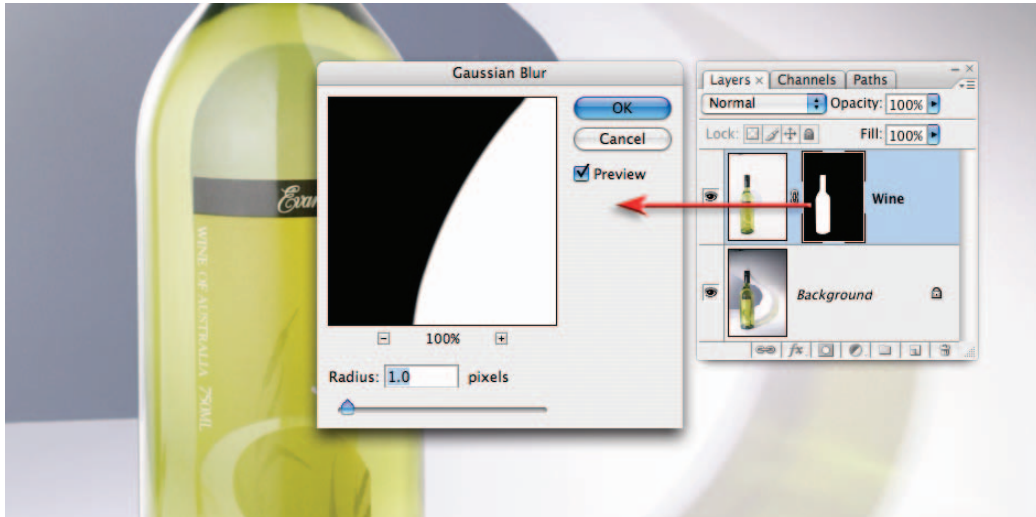 Gaussian Blur
OK
Cancel
Preview
100%
Radius: 1.0 pixels
Layers × Channels Paths
Normal Opacity: 100%
Lock: Fill: 100%
Wine
Background
WINE OF AUSTRALIA 750ML